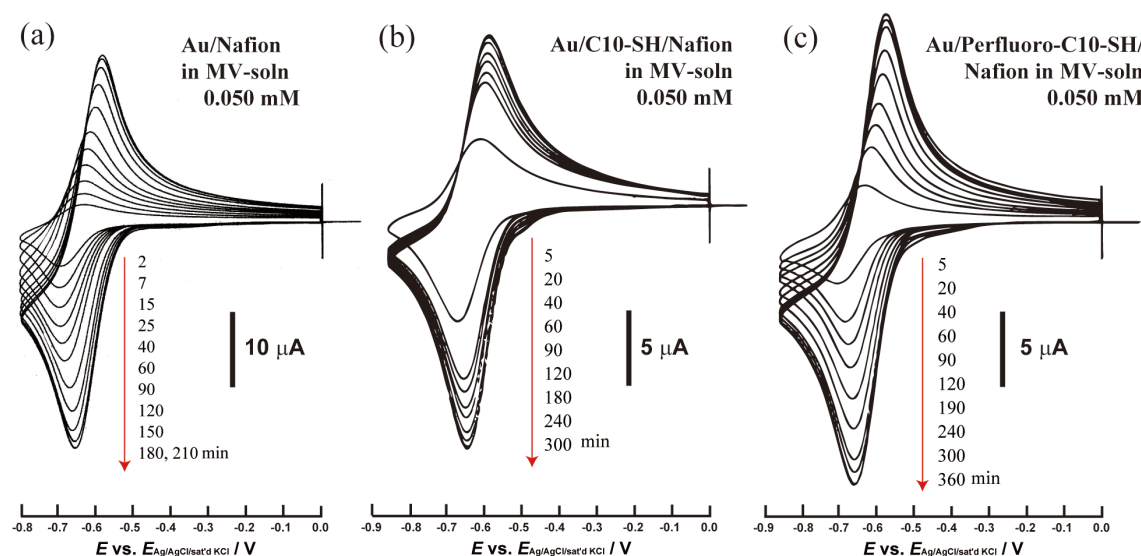 (a)
Au/Nafion
in MV-soln
0.050 mM
2
7
15
25
40
60
90
120
150
180, 210 min
10 μA
-0.8 -0.7 -0.6 -0.5 -0.4 -0.3 -0.2 -0.1 0.0
E vs. EAg/AgCl/sat'd KCl / V
(b)
Au/C10-SH/Nafion
in MV-soln
0.050 mM
5
20
40
60
90
120
180
240
300 min
5 μA
-0.9 -0.8 -0.7 -0.6 -0.5 -0.4 -0.3 -0.2 -0.1 0.0
E vs. EAg/AgCl/sat'd KCl / V
(c)
Au/Perfluoro-C10-SH/
Nafion in MV-soln
0.050 mM
5
20
40
60
90
120
190
240
300
360 min
5 μA
-0.9 -0.8 -0.7 -0.6 -0.5 -0.4 -0.3 -0.2 -0.1 0.0
E vs. EAg/AgCl/sat'd KCl / V